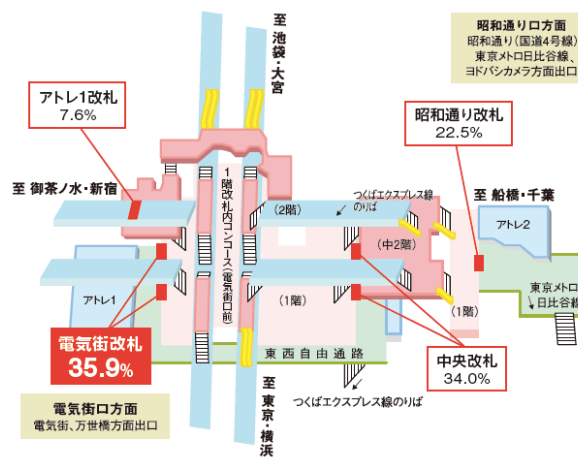 至 池袋・大宮
昭和通り口方面
昭和通り(国道4号線)
東京メトロ日比谷線、
ヨドバシカメラ方面出口
アトレ1改札
7.6%
昭和通り改札
22.5%
至 御茶ノ水・新宿
1階改札内コンコース(電気街口前)
つくばエクスプレス線
のりば
(2階)
至 船橋・千葉
アトレ2
(中2階)
アトレ1
(1階)
(1階)
東京メトロ
日比谷線
電気街改札
35.9%
東西自由通路
中央改札
34.0%
つくばエクスプレス線のりば
至 東京・横浜
電気街口方面
電気街、万世橋方面出口